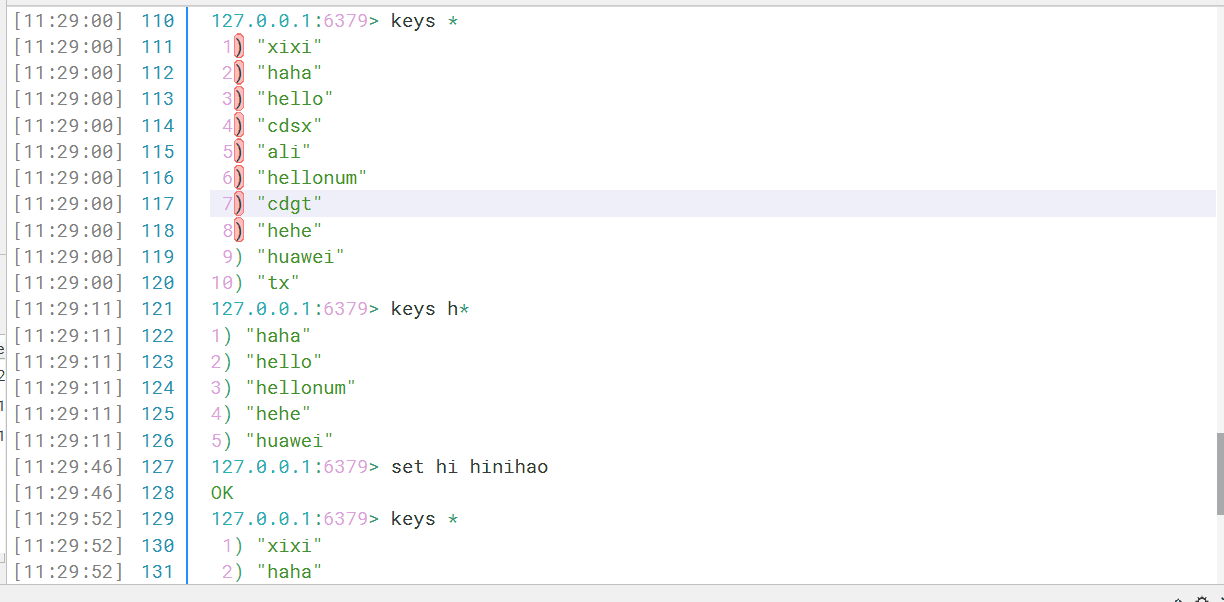 [11:29:00] 110 127.0.0.1:6379> keys *
[11:29:00] 111 1) "xixi"
[11:29:00] 112 2) "haha"
[11:29:00] 113 3) "hello"
[11:29:00] 114 4) "cdsx"
[11:29:00] 115 5) "ali"
[11:29:00] 116 6) "hellonum"
[11:29:00] 117 7) "cdgt"
[11:29:00] 118 8) "hehe"
[11:29:00] 119 9) "huawei"
[11:29:00] 120 10) "tx"
[11:29:11] 121 127.0.0.1:6379> keys h*
[11:29:11] 122 1) "haha"
[11:29:11] 123 2) "hello"
[11:29:11] 124 3) "hellonum"
[11:29:11] 125 4) "hehe"
[11:29:11] 126 5) "huawei"
[11:29:46] 127 127.0.0.1:6379> set hi hinihao
[11:29:46] 128 OK
[11:29:52] 129 127.0.0.1:6379> keys *
[11:29:52] 130 1) "xixi"
[11:29:52] 131 2) "haha"